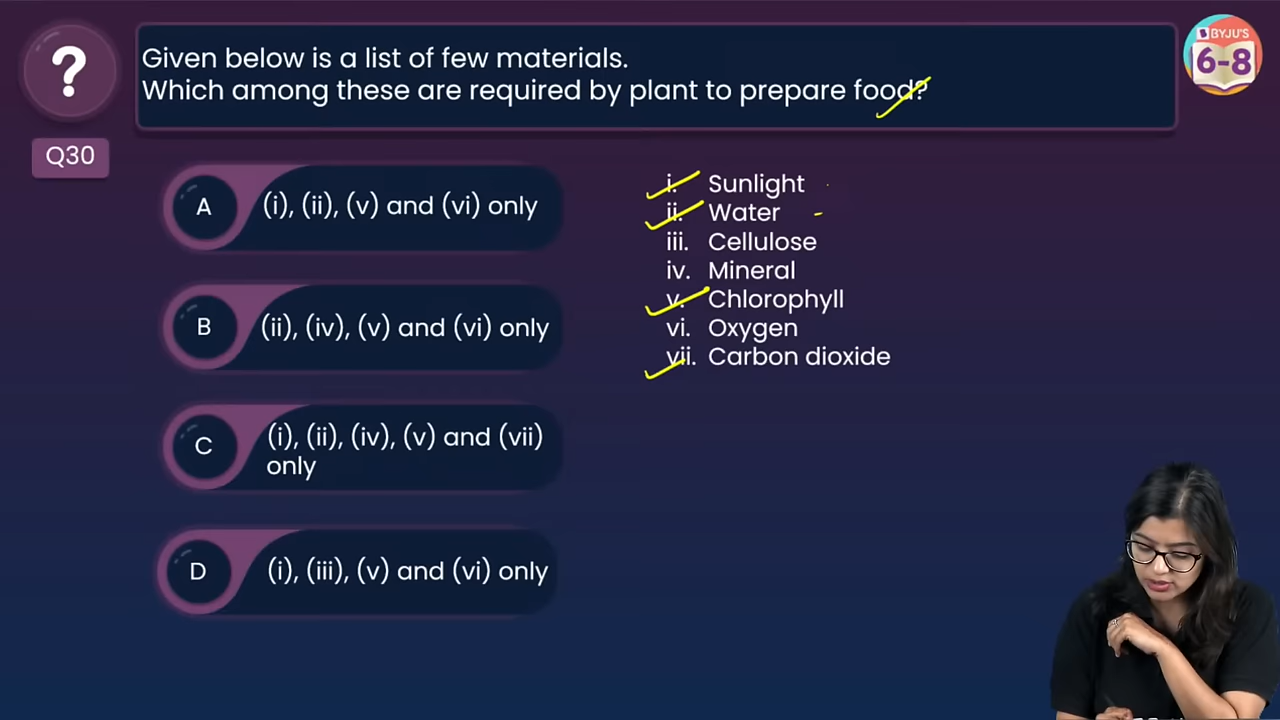 ?
Given below is a list of few materials.
Which among these are required by plant to prepare food?
BYJU'S
6-8
Q30
A
(i), (ii), (v) and (vi) only
B
(ii), (iv), (v) and (vi) only
C
(i), (ii), (iv), (v) and (vii)
only
D
(i), (iii), (v) and (vi) only
i. Sunlight
ii. Water
iii. Cellulose
iv. Mineral
v. Chlorophyll
vi. Oxygen
vii. Carbon dioxide